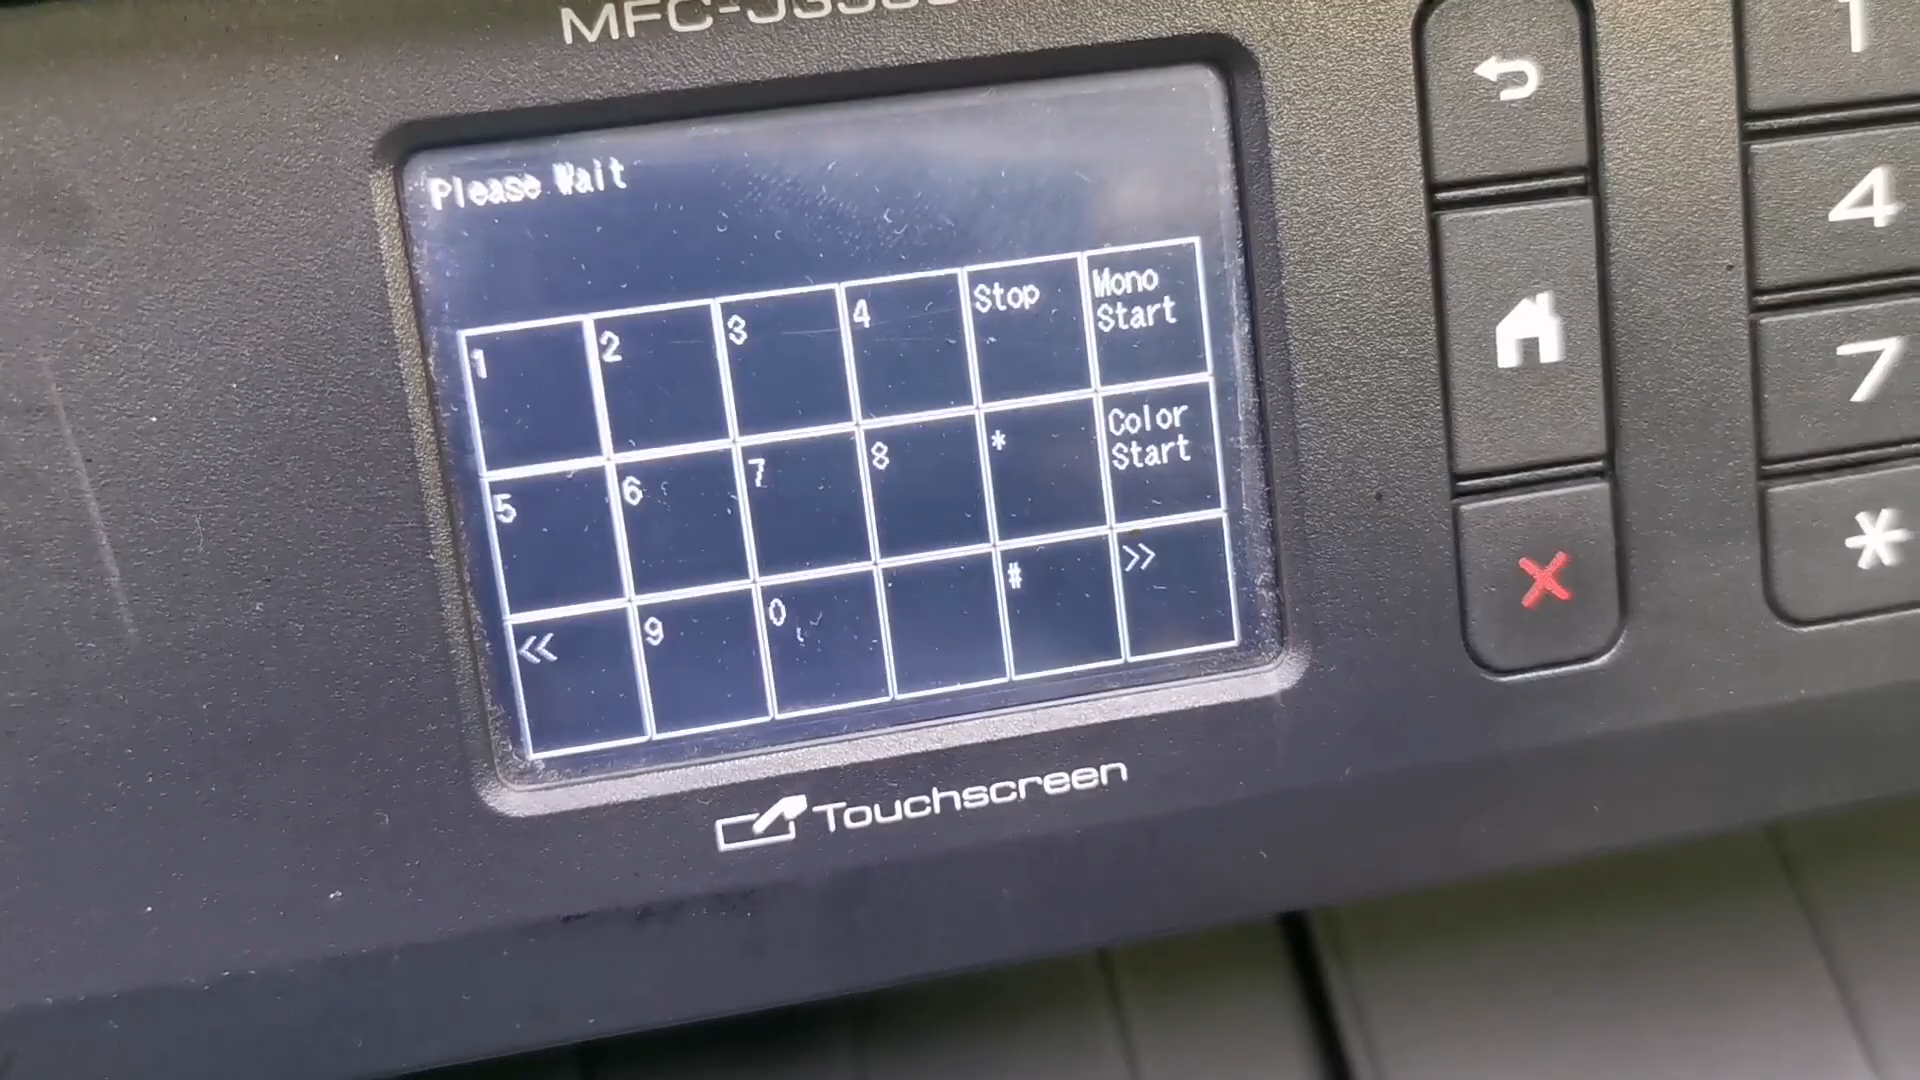 Please Wait
1 2 3 4 Stop Mono Start
5 6 7 8 * Color Start
<< 9 0 # >>
Touchscreen
1
4
7
*